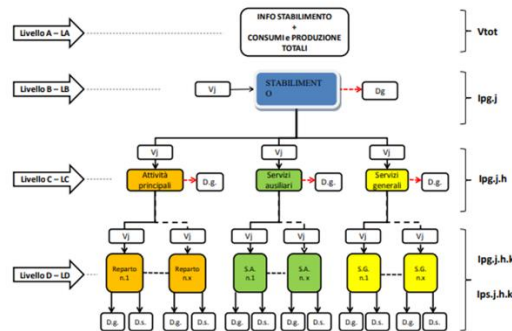 INFO STABILIMENTO
+
CONSUMI e PRODUZIONE
TOTALI
Livello A – LA
Vtot
Livello B – LB
Vj
STABILIMENT
O
Dg
Ipg.j
Vj
Vj
Vj
Livello C – LC
Attività
principali
D.g.
Servizi
ausiliari
D.g.
Servizi
generali
D.g.
Ipg.j.h
Vj
Vj
Vj
Vj
Vj
Vj
Livello D – LD
Reparto
n.1
Reparto
n.x
S.A.
n.1
S.A.
n. x
S.G.
n.1
S.G.
n.x
Ipg.j.h.k
Ips.j.h.k
D.g.
D.s.
D.g.
D.s.
D.g.
D.s.
D.g.
D.s.
D.g.
D.s.
D.g.
D.s.